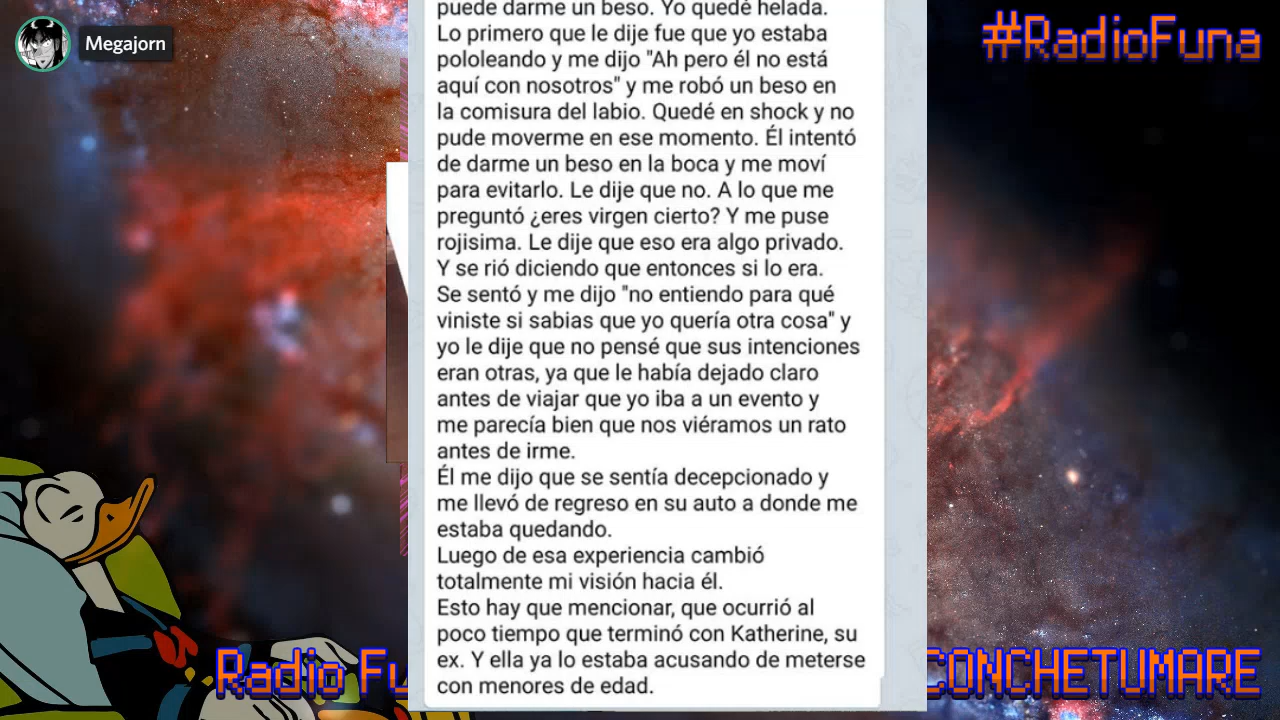 Megajorn
#RadioFuna
puede darme un beso. Yo quedé helada.
Lo primero que le dije fue que yo estaba
pololeando y me dijo "Ah pero él no está
aquí con nosotros" y me robó un beso en
la comisura del labio. Quedé en shock y no
pude moverme en ese momento. Él intentó
de darme un beso en la boca y me moví
para evitarlo. Le dije que no. A lo que me
preguntó ¿eres virgen cierto? Y me puse
rojisima. Le dije que eso era algo privado.
Y se rió diciendo que entonces si lo era.
Se sentó y me dijo "no entiendo para qué
viniste si sabias que yo quería otra cosa" y
yo le dije que no pensé que sus intenciones
eran otras, ya que le había dejado claro
antes de viajar que yo iba a un evento y
me parecía bien que nos viéramos un rato
antes de irme.
Él me dijo que se sentía decepcionado y
me llevó de regreso en su auto a donde me
estaba quedando.
Luego de esa experiencia cambió
totalmente mi visión hacia él.
Esto hay que mencionar, que ocurrió al
poco tiempo que terminó con Katherine, su
ex. Y ella ya lo estaba acusando de meterse
con menores de edad.
Radio Fu
CONCHETUMARE